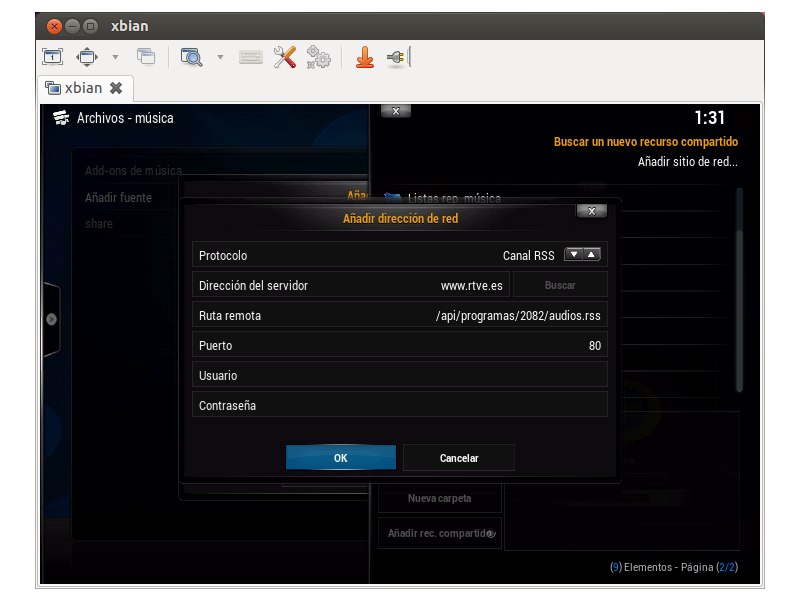 xbian
xbian
Archivos - música
1:31
Buscar un nuevo recurso compartido
Añadir sitio de red...
Add-ons de música
Añadir fuente
share
Listas rep. música
Añadir dirección de red
Protocolo
Canal RSS
Dirección del servidor
www.rtve.es
Buscar
Ruta remota
/api/programas/2082/audios.rss
Puerto
80
Usuario
Contraseña
OK
Cancelar
Nueva carpeta
Añadir rec. compartido
(9) Elementos - Página (2/2)